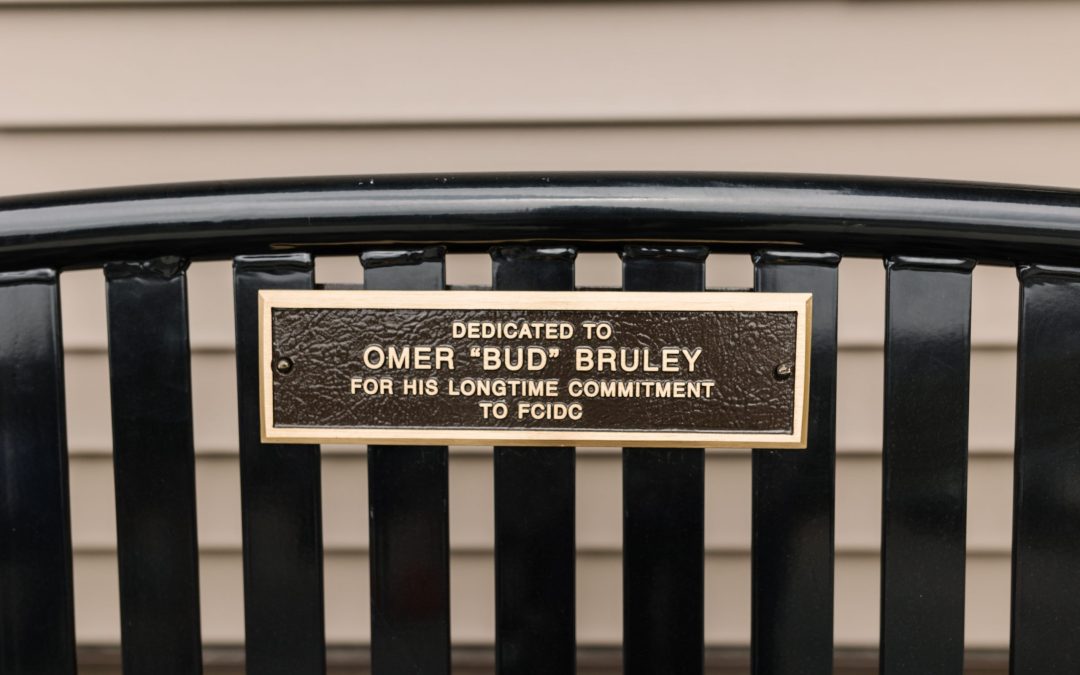 DEDICATED TO
OMER "BUD" BRULEY
FOR HIS LONGTIME COMMITMENT
TO FCIDC